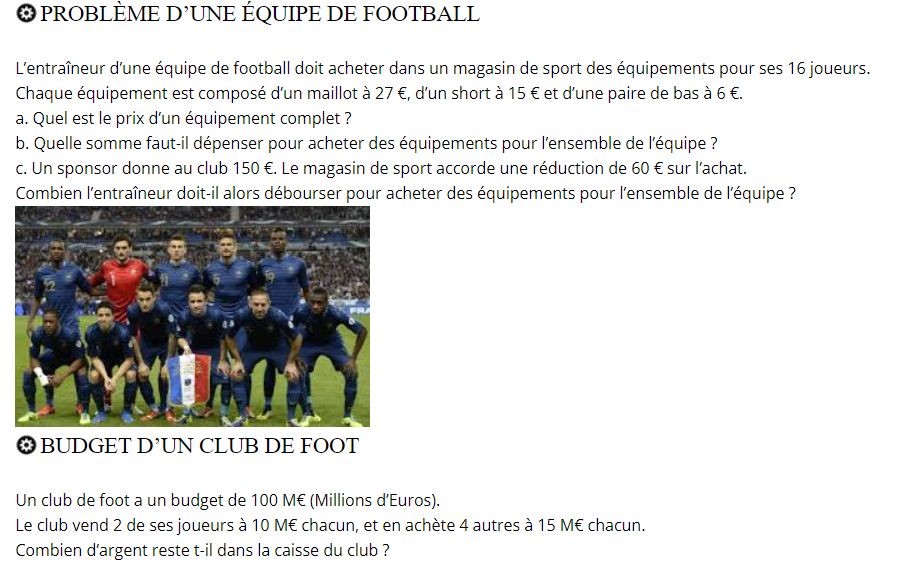 PROBLÈME D’UNE ÉQUIPE DE FOOTBALL
L’entraîneur d’une équipe de football doit acheter dans un magasin de sport des équipements pour ses 16 joueurs.
Chaque équipement est composé d’un maillot à 27 €, d’un short à 15 € et d’une paire de bas à 6 €.
a. Quel est le prix d’un équipement complet ?
b. Quelle somme faut-il dépenser pour acheter des équipements pour l’ensemble de l’équipe ?
c. Un sponsor donne au club 150 €. Le magasin de sport accorde une réduction de 60 € sur l’achat.
Combien l’entraîneur doit-il alors débourser pour acheter des équipements pour l’ensemble de l’équipe ?
22
1
9
19
FRA
BUDGET D’UN CLUB DE FOOT
Un club de foot a un budget de 100 M€ (Millions d’Euros).
Le club vend 2 de ses joueurs à 10 M€ chacun, et en achète 4 autres à 15 M€ chacun.
Combien d’argent reste t-il dans la caisse du club ?